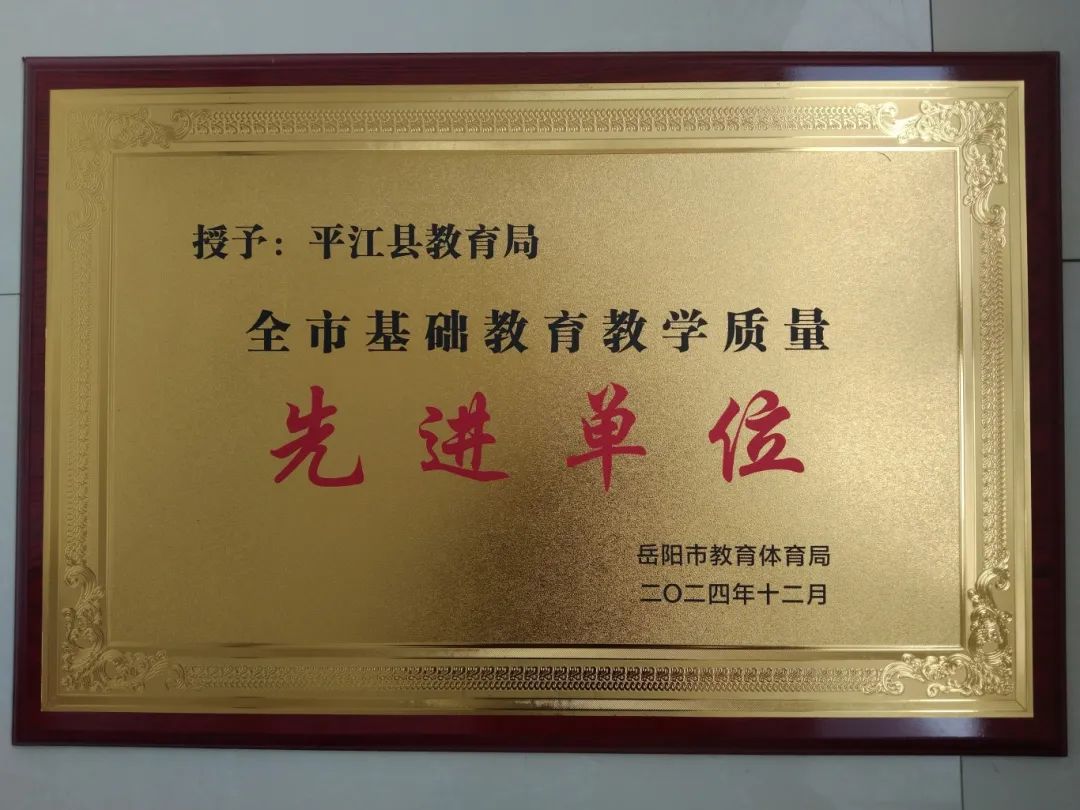 授予：平江县教育局
全市基础教育教学质量
先进单位
岳阳市教育体育局
二〇二四年十二月